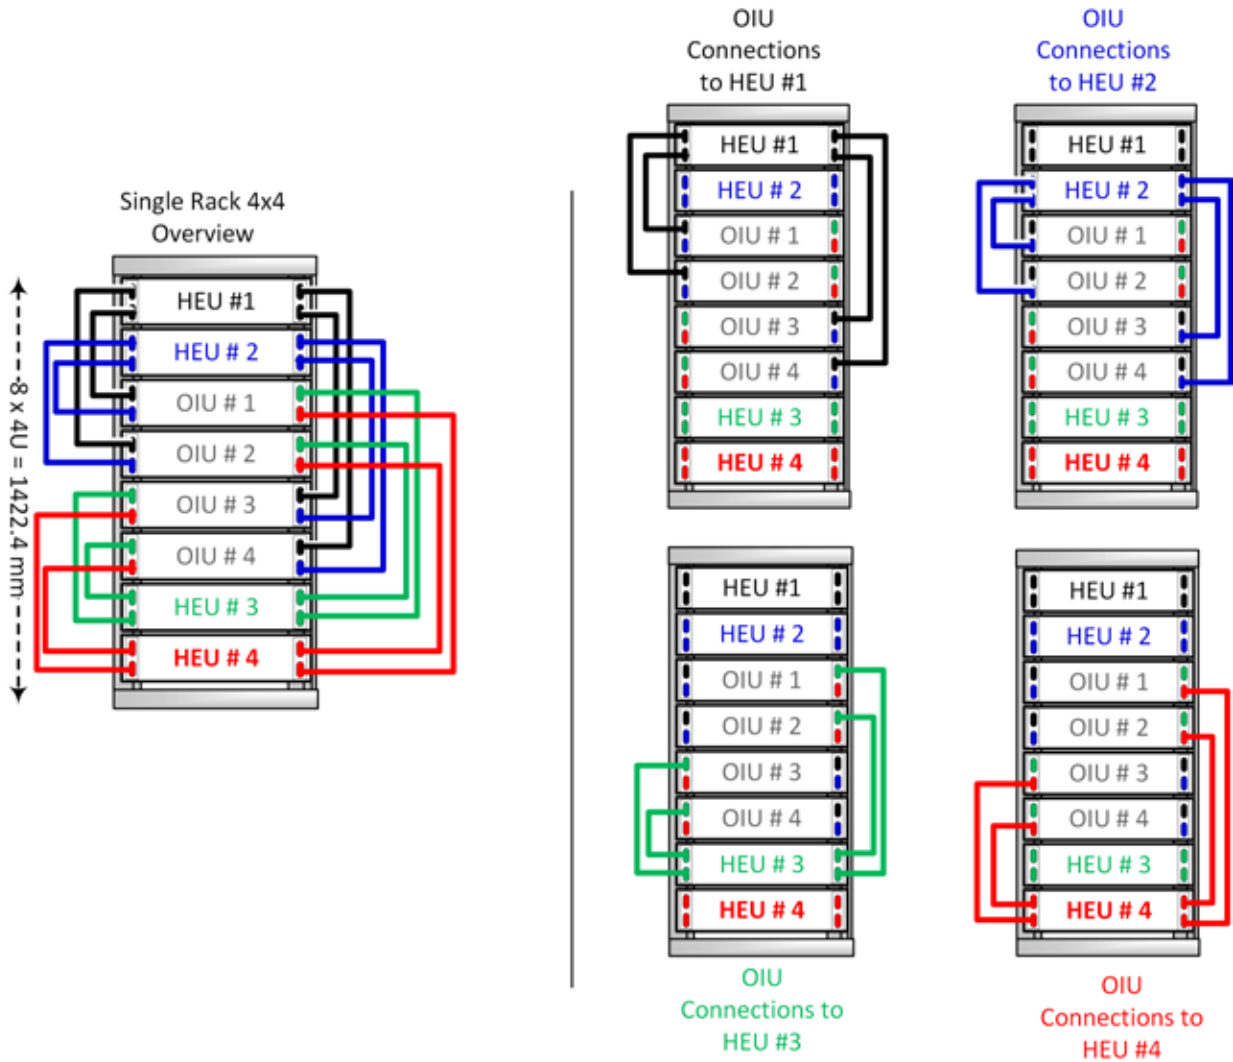 Single Rack 4x4
Overview
8 x 4U = 1422.4 mm
HEU #1
HEU # 2
OIU # 1
OIU # 2
OIU # 3
OIU # 4
HEU # 3
HEU # 4
OIU
Connections
to HEU #1
HEU #1
HEU # 2
OIU # 1
OIU # 2
OIU # 3
OIU # 4
HEU # 3
HEU # 4
OIU
Connections
to HEU #2
HEU #1
HEU # 2
OIU # 1
OIU # 2
OIU # 3
OIU # 4
HEU # 3
HEU # 4
HEU #1
HEU # 2
OIU # 1
OIU # 2
OIU # 3
OIU # 4
HEU # 3
HEU # 4
OIU
Connections to
HEU #3
HEU #1
HEU # 2
OIU # 1
OIU # 2
OIU # 3
OIU # 4
HEU # 3
HEU # 4
OIU
Connections to
HEU #4